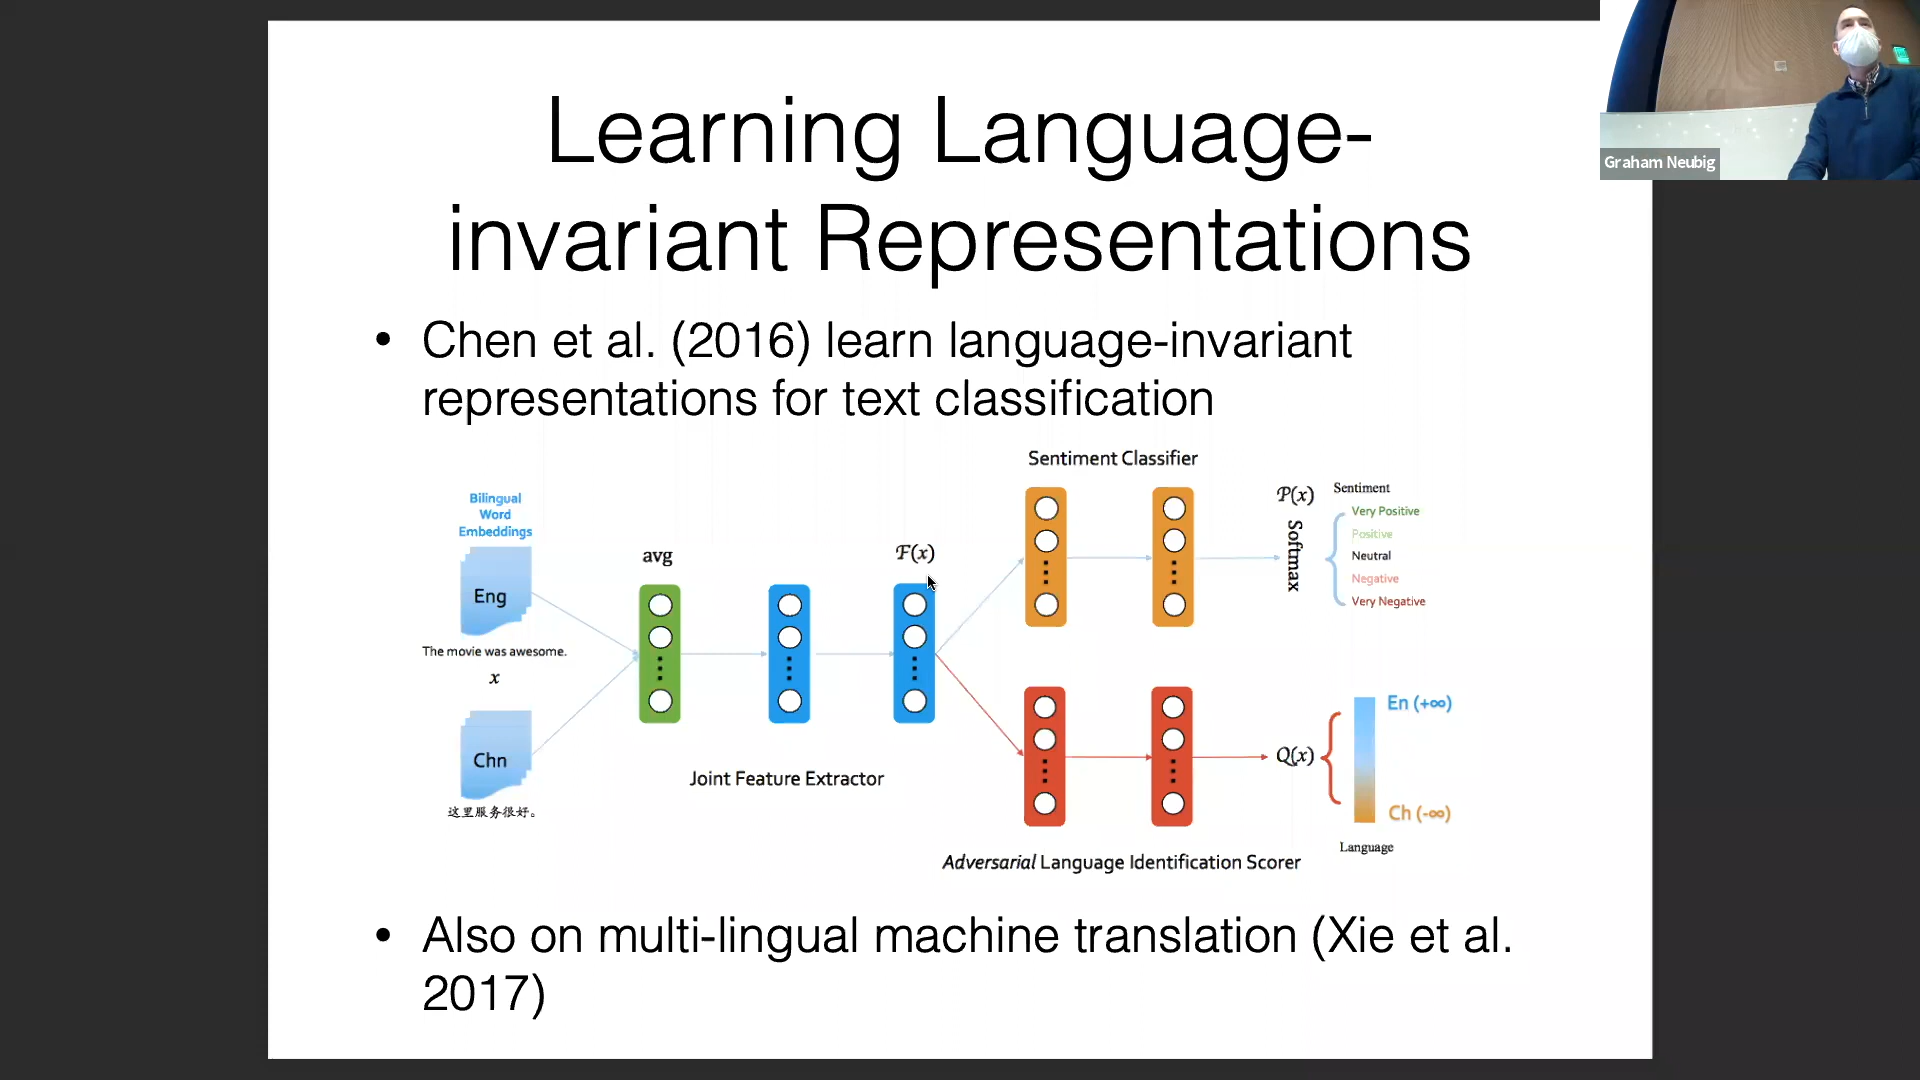 Learning Language-
invariant Representations
Graham Neubig
• Chen et al. (2016) learn language-invariant
representations for text classification
Sentiment Classifier
Bilingual
Word
Embeddings
Eng
The movie was awesome.
x
Chn
这里服务很好。
avg
F(x)
Joint Feature Extractor
P(x)
Softmax
Sentiment
Very Positive
Positive
Neutral
Negative
Very Negative
Q(x)
En (+∞)
Ch (-∞)
Language
Adversarial Language Identification Scorer
• Also on multi-lingual machine translation (Xie et al.
2017)